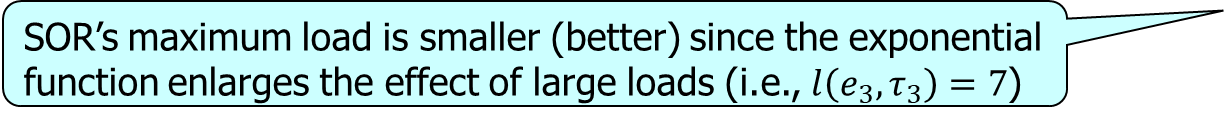 SOR’s maximum load is smaller (better) since the exponential
function enlarges the effect of large loads (i.e., 𝑙(𝑒₃, 𝜏₃) = 7)